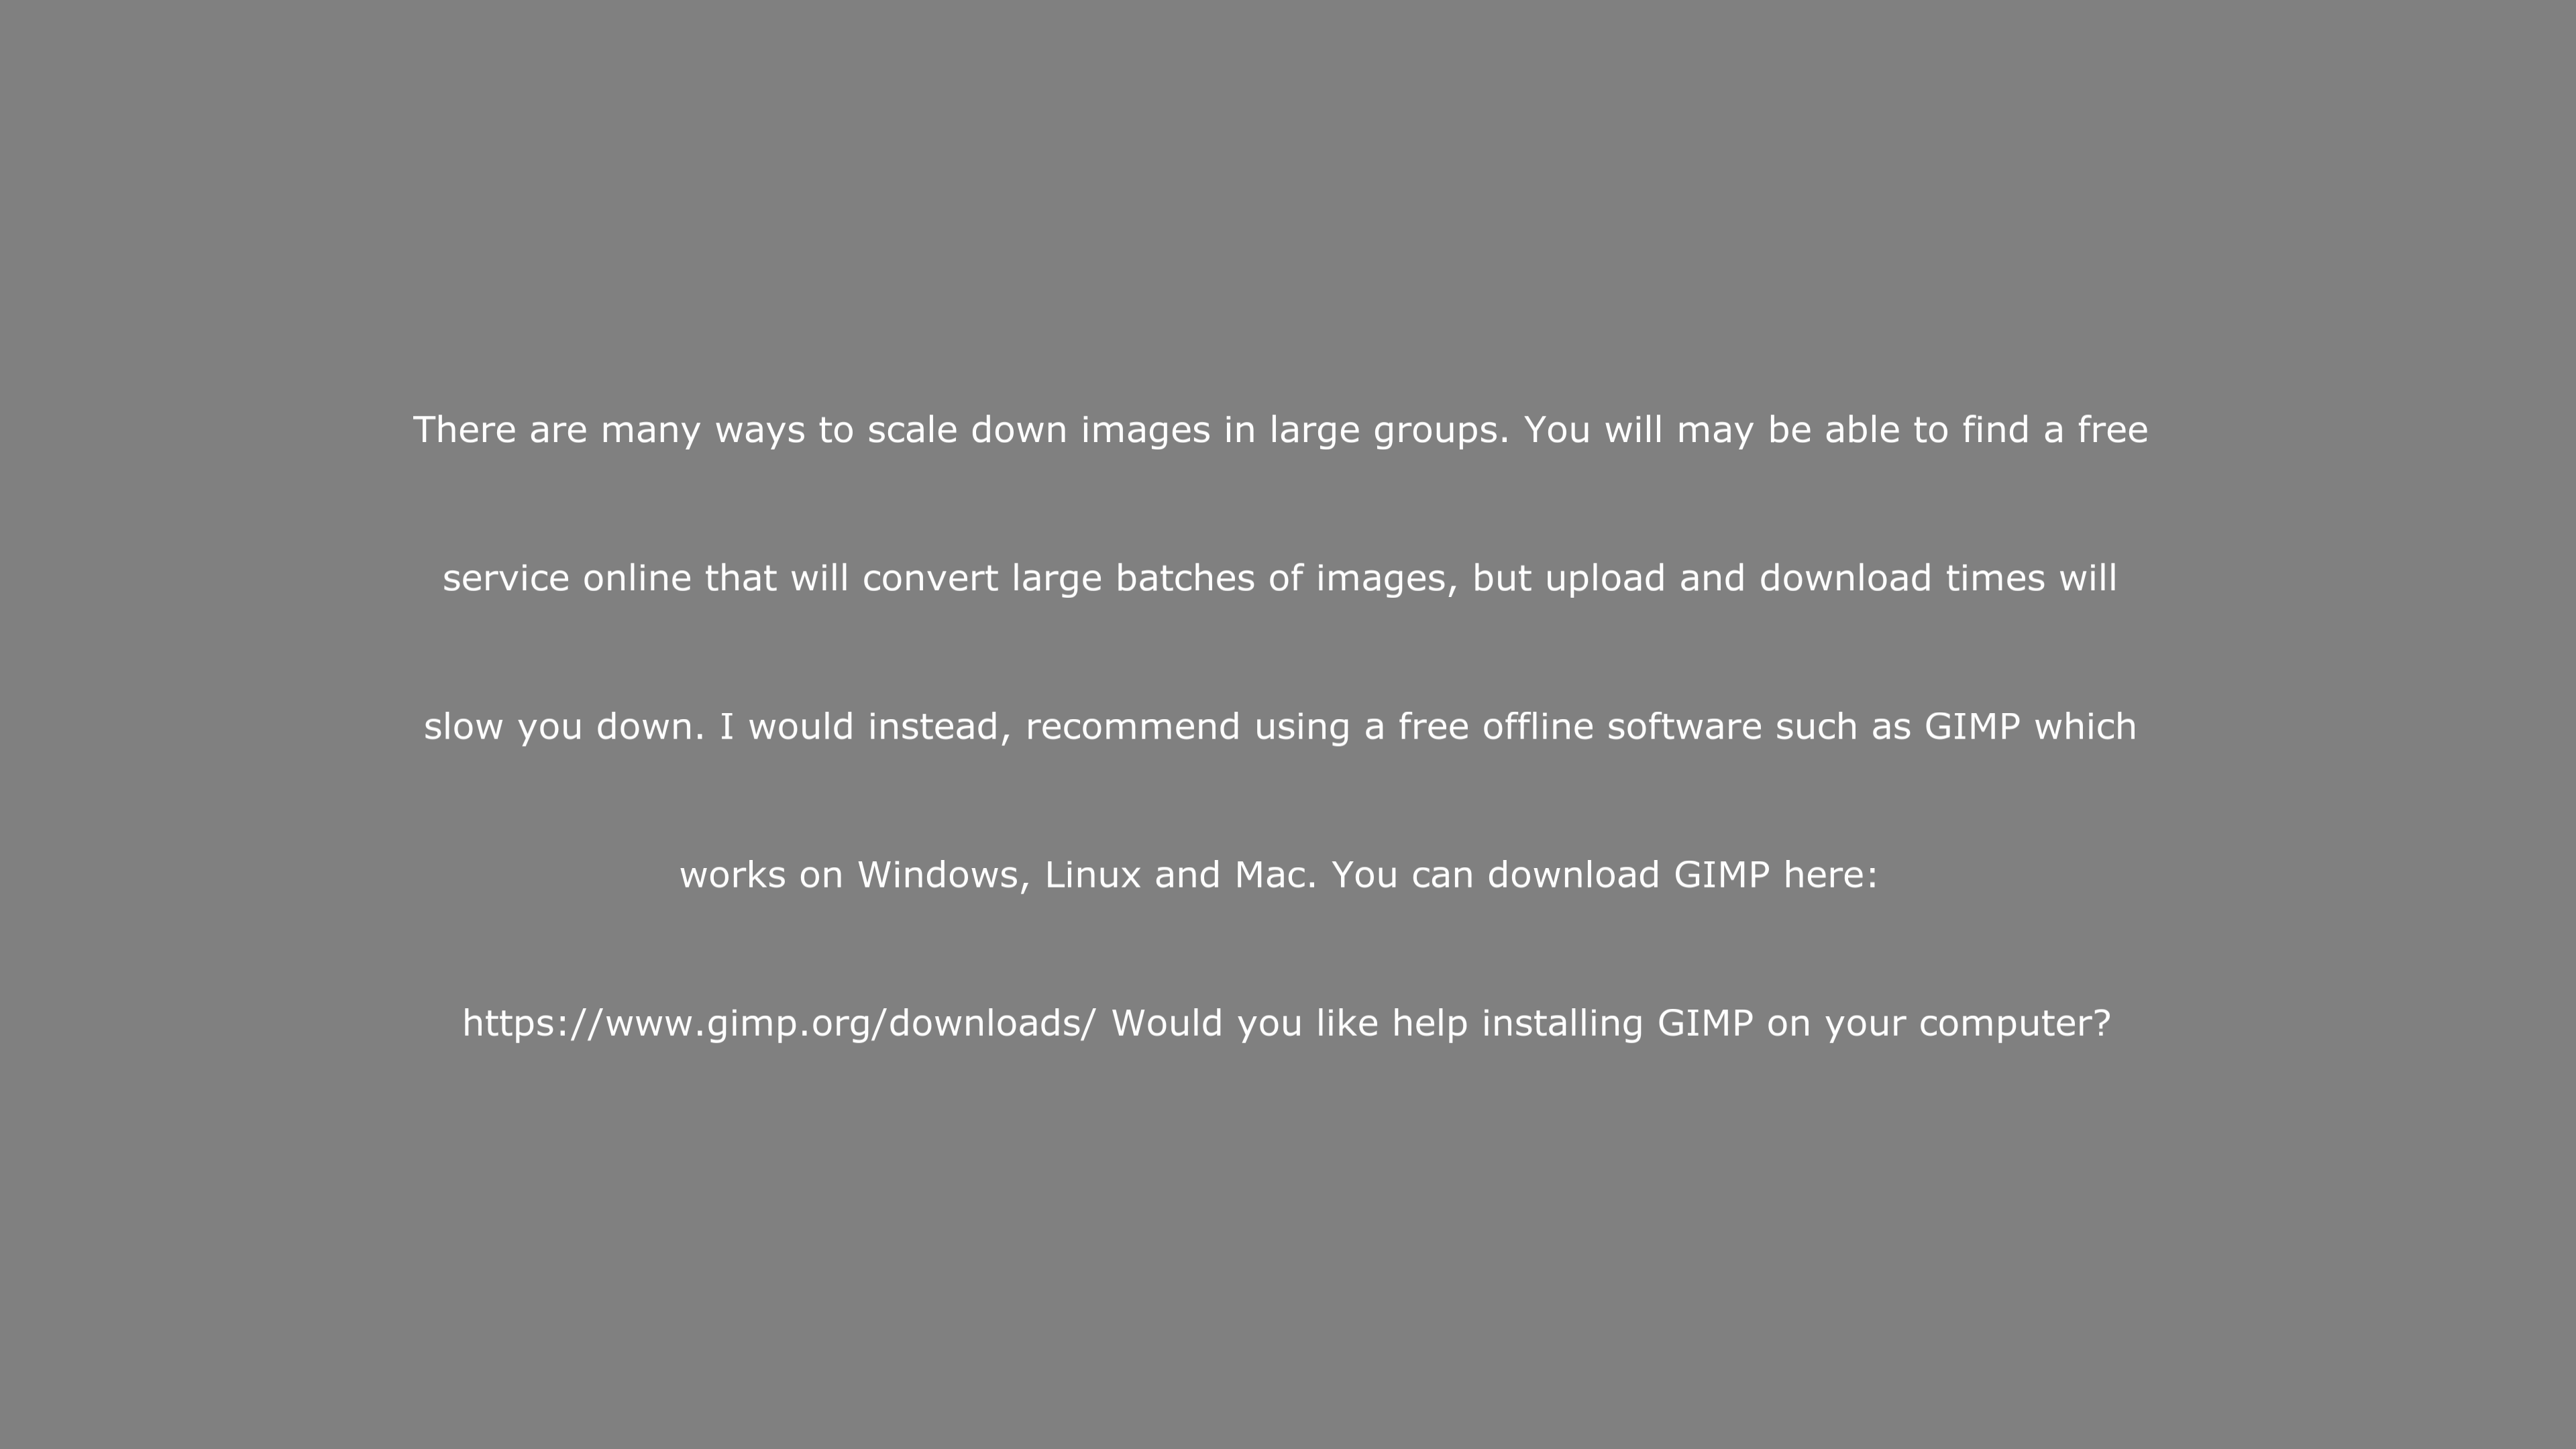 There are many ways to scale down images in large groups. You will may be able to find a free
service online that will convert large batches of images, but upload and download times will
slow you down. I would instead, recommend using a free offline software such as GIMP which
works on Windows, Linux and Mac. You can download GIMP here:
https://www.gimp.org/downloads/ Would you like help installing GIMP on your computer?